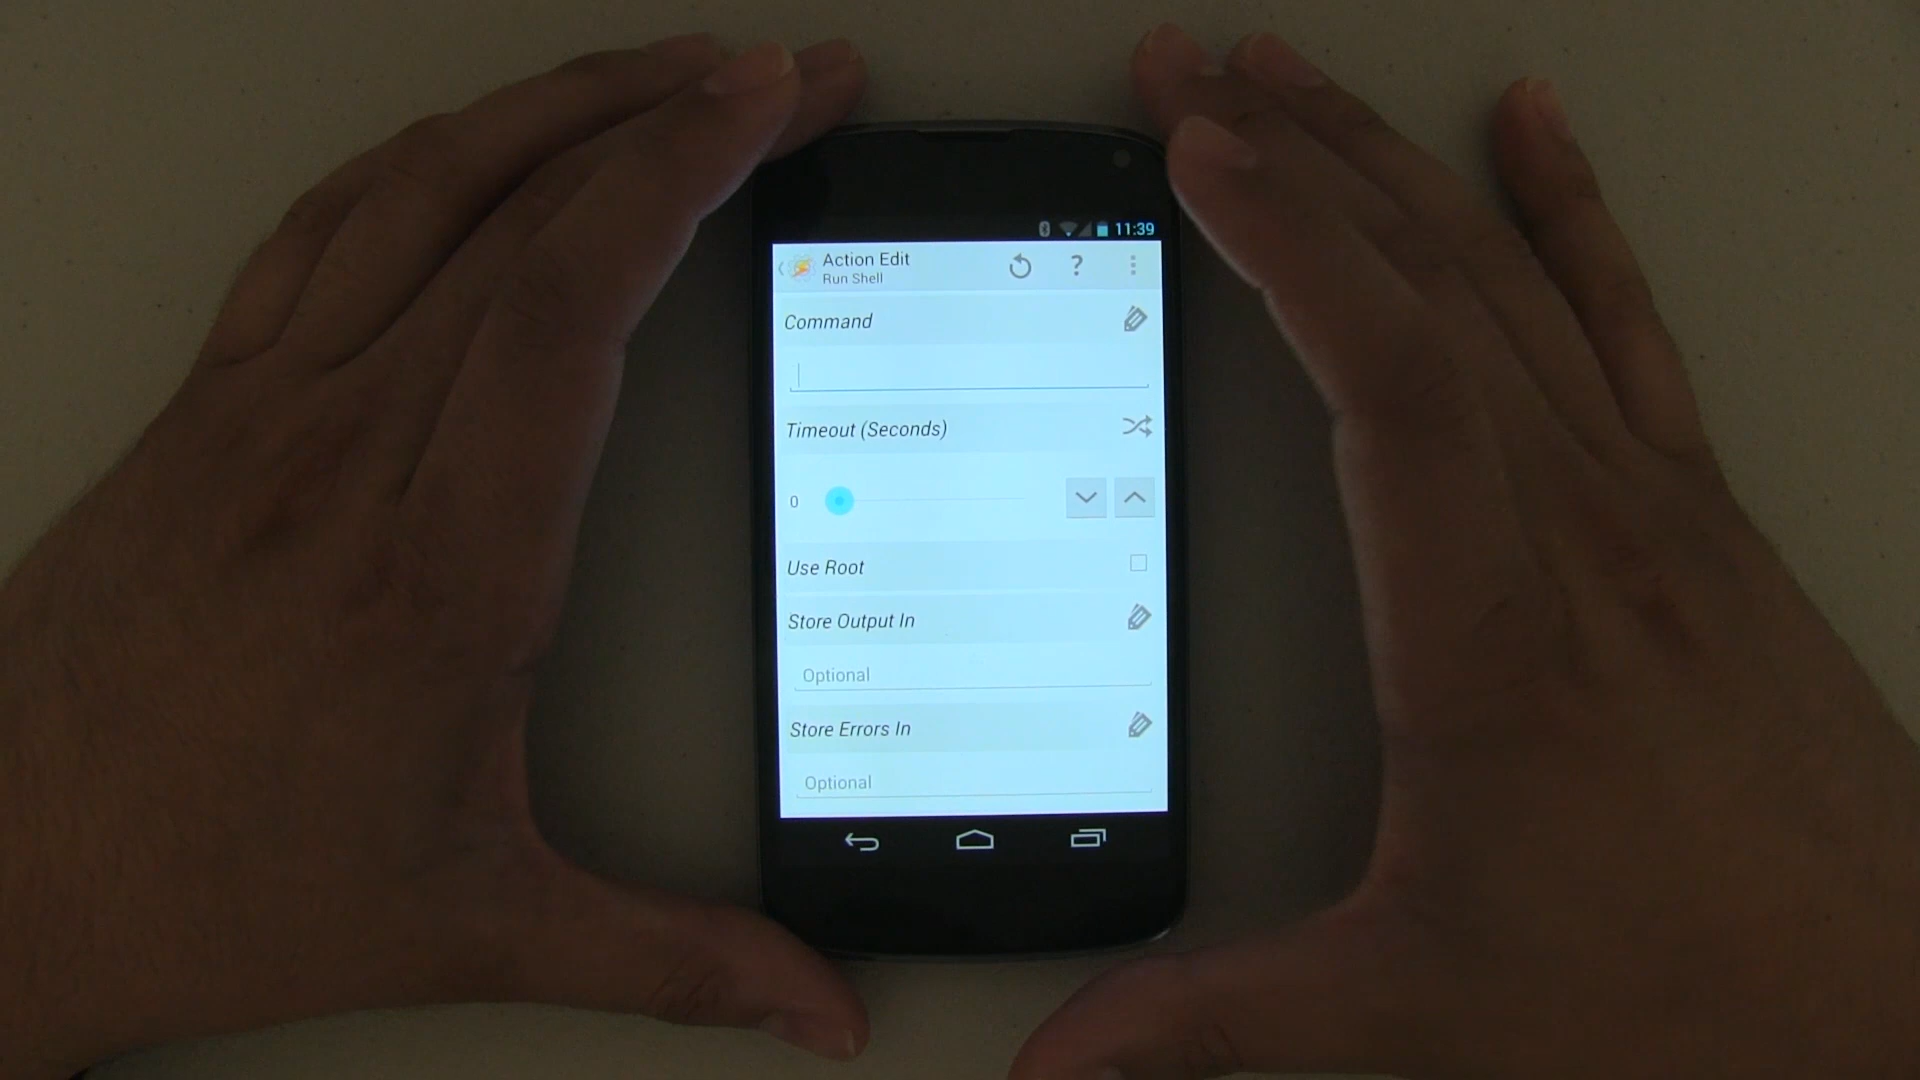 11:39
Action Edit
?
Run Shell
Command
Timeout (Seconds)
0
Use Root
Store Output In
Optional
Store Errors In
Optional